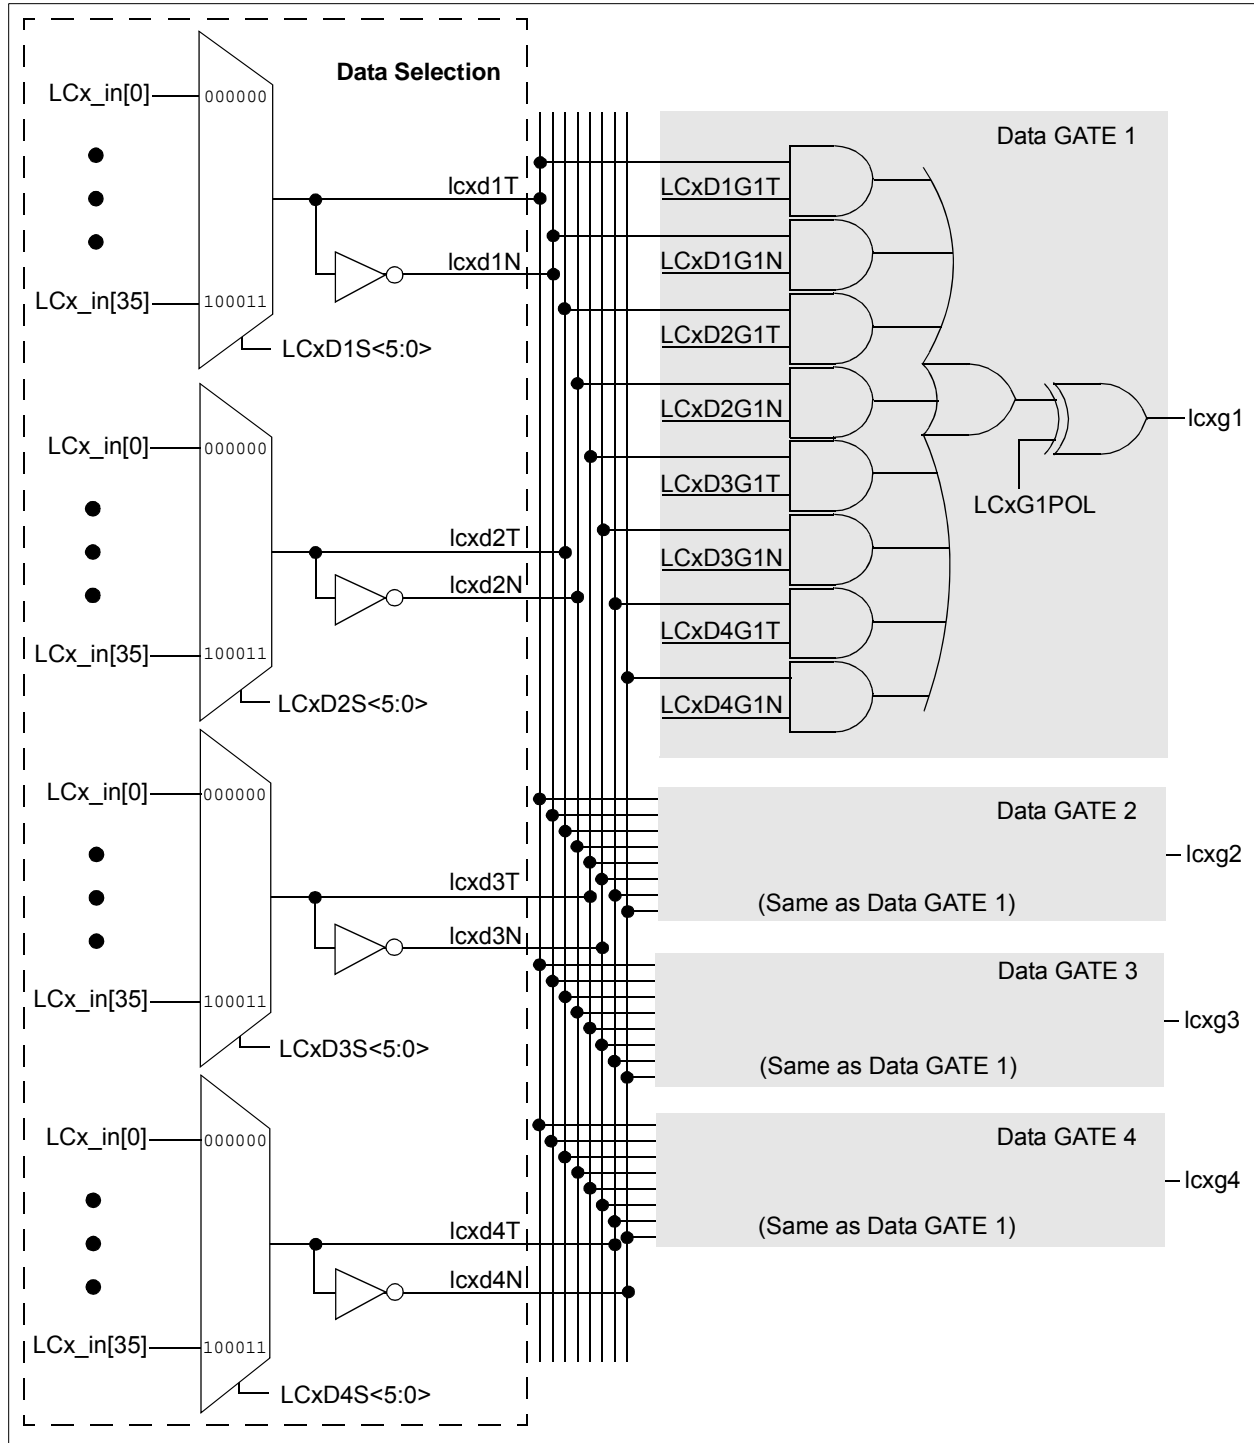 Data Selection
LCx_in[0]
000000
LCx_in[35]
100011
LCxD1S<5:0>
lcxd1T
lcxd1N
LCx_in[0]
000000
LCx_in[35]
100011
LCxD2S<5:0>
lcxd2T
lcxd2N
LCx_in[0]
000000
LCx_in[35]
100011
LCxD3S<5:0>
lcxd3T
lcxd3N
LCx_in[0]
000000
LCx_in[35]
100011
LCxD4S<5:0>
lcxd4T
lcxd4N
Data GATE 1
LCxD1G1T
LCxD1G1N
LCxD2G1T
LCxD2G1N
LCxD3G1T
LCxD3G1N
LCxD4G1T
LCxD4G1N
LCxG1POL
lcxg1
Data GATE 2
(Same as Data GATE 1)
lcxg2
Data GATE 3
(Same as Data GATE 1)
lcxg3
Data GATE 4
(Same as Data GATE 1)
lcxg4